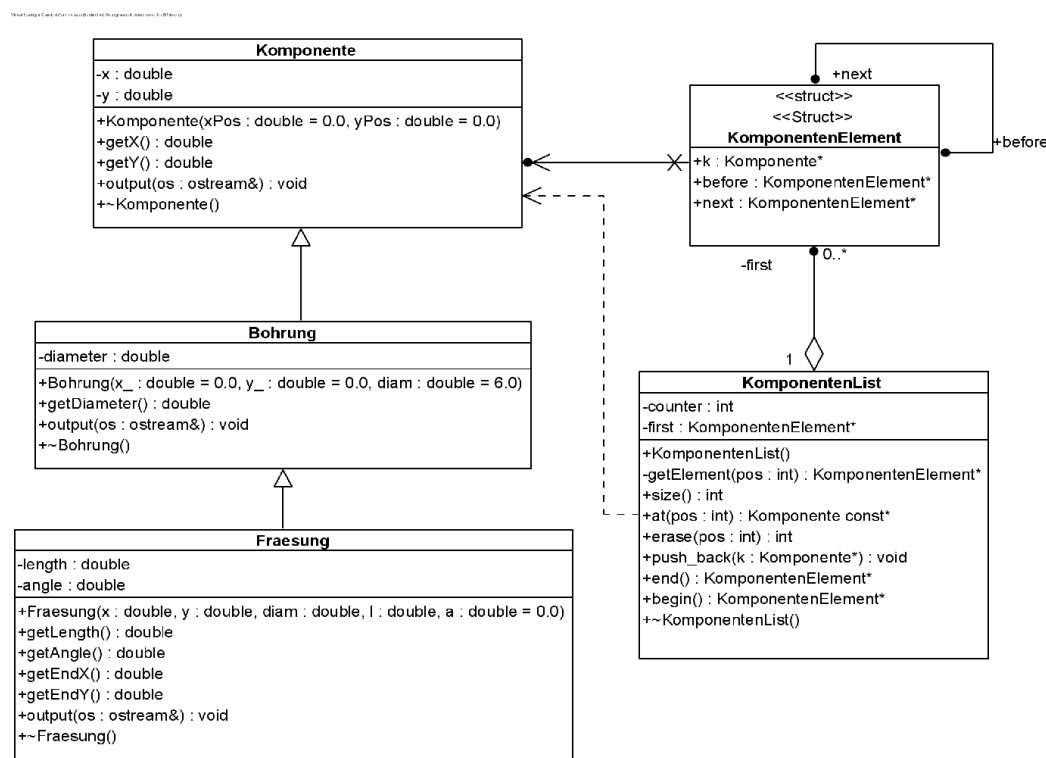 Komponente
-x : double
-y : double
+Komponente(xPos : double = 0.0, yPos : double = 0.0)
+getX() : double
+getY() : double
+output(os : ostream&) : void
+~Komponente()
+next
<<struct>>
<<Struct>>
KomponentenElement
+k : Komponente*
+before : KomponentenElement*
+next : KomponentenElement*
+before
0..*
-first
1
Bohrung
-diameter : double
+Bohrung(x_ : double = 0.0, y_ : double = 0.0, diam : double = 6.0)
+getDiameter() : double
+output(os : ostream&) : void
+~Bohrung()
KomponentenList
-counter : int
-first : KomponentenElement*
+KomponentenList()
-getElement(pos : int) : KomponentenElement*
+size() : int
+at(pos : int) : Komponente const*
+erase(pos : int) : int
+push_back(k : Komponente*) : void
+end() : KomponentenElement*
+begin() : KomponentenElement*
+~KomponentenList()
Fraesung
-length : double
-angle : double
+Fraesung(x : double, y : double, diam : double, l : double, a : double = 0.0)
+getLength() : double
+getAngle() : double
+getEndX() : double
+getEndY() : double
+output(os : ostream&) : void
+~Fraesung()